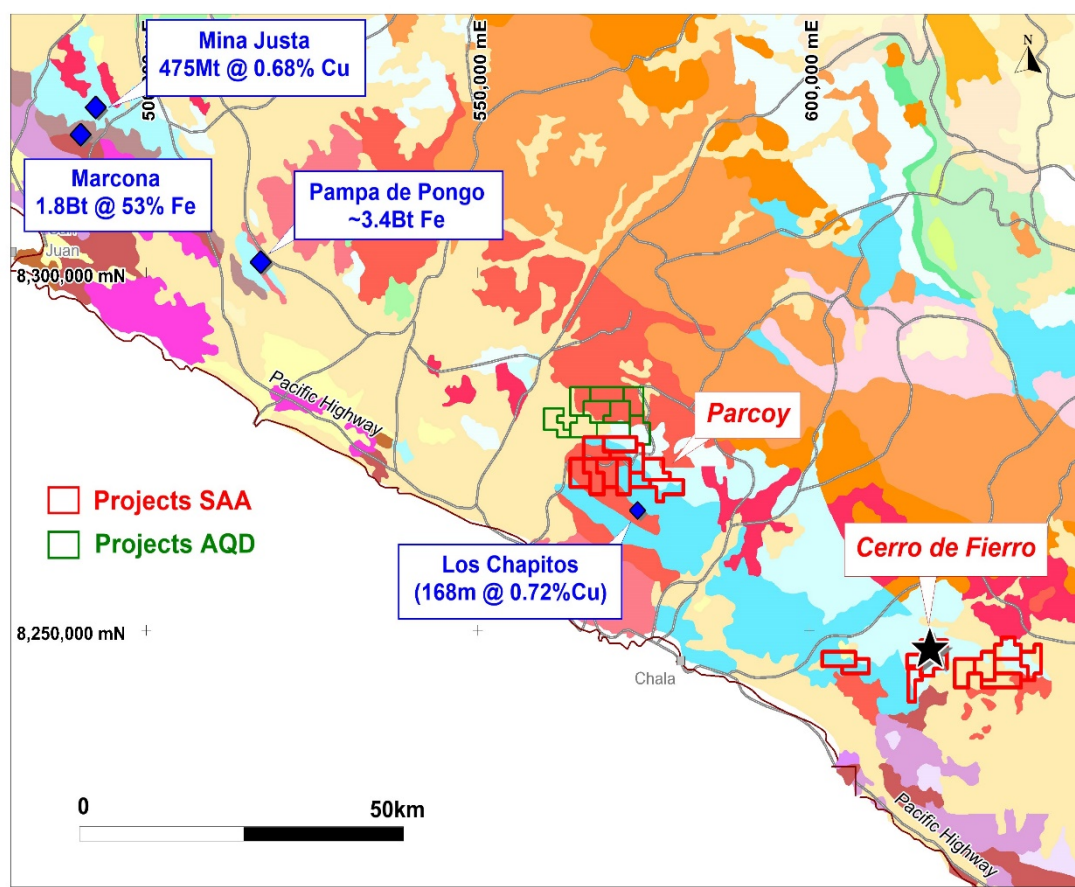 Mina Justa
475Mt @ 0.68% Cu
550,000 mE
600,000 mE
N
Marcona
1.8Bt @ 53% Fe
Pampa de Pongo
~3.4Bt Fe
Juan
8,300,000 mN
Pacific Highway
Parcoy
Projects SAA
Projects AQD
Los Chapitos
(168m @ 0.72%Cu)
Cerro de Fierro
8,250,000 mN
Chala
0
50km
Pacific Highway